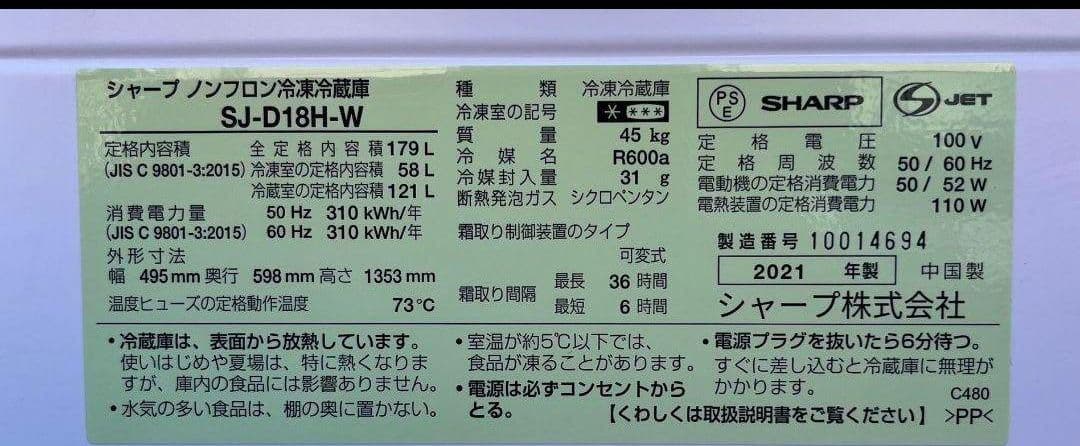 シャープ ノンフロン冷凍冷蔵庫
SJ-D18H-W
定格内容積 全定格内容積 179 L
(JIS C 9801-3:2015) 冷凍室の定格内容積 58 L
冷蔵室の定格内容積 121 L
消費電力量 50 Hz 310 kWh/年
(JIS C 9801-3:2015) 60 Hz 310 kWh/年
外形寸法
幅 495 mm 奥行 598 mm 高さ 1353 mm
温度ヒューズの定格動作温度 73℃
種類 冷凍冷蔵庫
冷凍室の記号 * ***
質量 45 kg
冷媒名 R600a
冷媒封入量 31 g
断熱発泡ガス シクロペンタン
霜取り制御装置のタイプ
可変式
霜取り間隔 最長 36 時間
最短 6 時間
PSE SHARP JET
定格電圧 100 V
定格周波数 50 / 60 Hz
電動機の定格消費電力 50 / 52 W
電熱装置の定格消費電力 110 W
製造番号 10014694
2021 年製 中国製
シャープ株式会社
・冷蔵庫は、表面から放熱しています。
使いはじめや夏場は、特に熱くなりま
すが、庫内の食品には影響ありません。
・水気の多い食品は、棚の奥に置かない。
・室温が約5℃以下では、
食品が凍ることがあります。
・電源は必ずコンセントから
とる。
・電源プラグを抜いたら6分待つ。
すぐに差し込むと冷蔵庫に無理が
かかります。 C480
【くわしくは取扱説明書をご覧ください】 >PP<